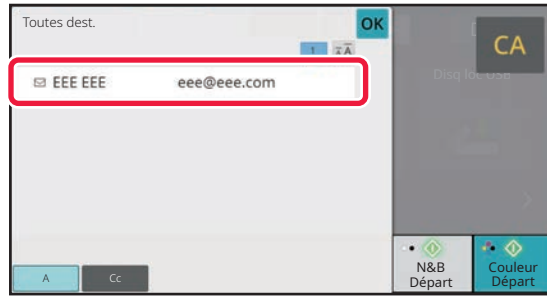 Toutes dest.
OK
1
CA
EEE EEE eee@eee.com
Disq loc USB
A
Cc
N&B
Départ
Couleur
Départ